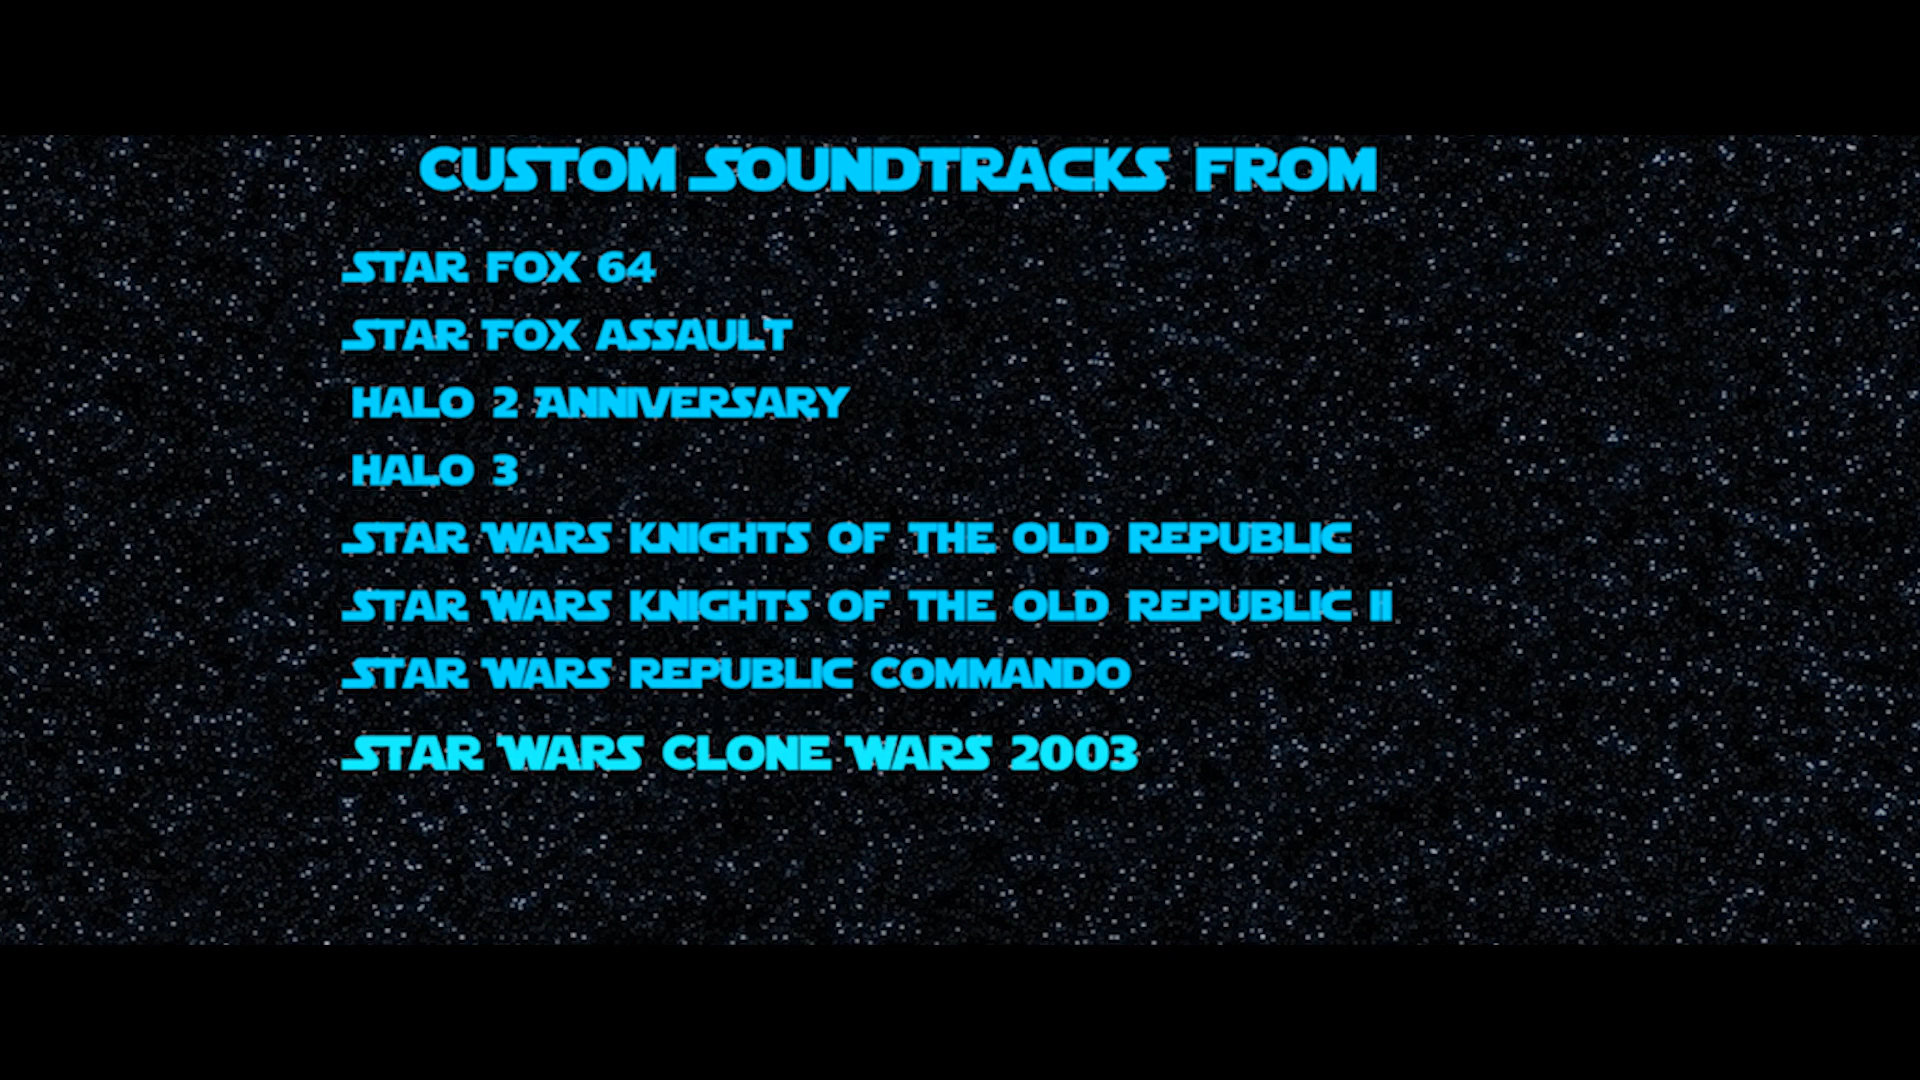 CUSTOM SOUNDTRACKS FROM
STAR FOX 64
STAR FOX ASSAULT
HALO 2 ANNIVERSARY
HALO 3
STAR WARS KNIGHTS OF THE OLD REPUBLIC
STAR WARS KNIGHTS OF THE OLD REPUBLIC II
STAR WARS REPUBLIC COMMANDO
STAR WARS CLONE WARS 2003